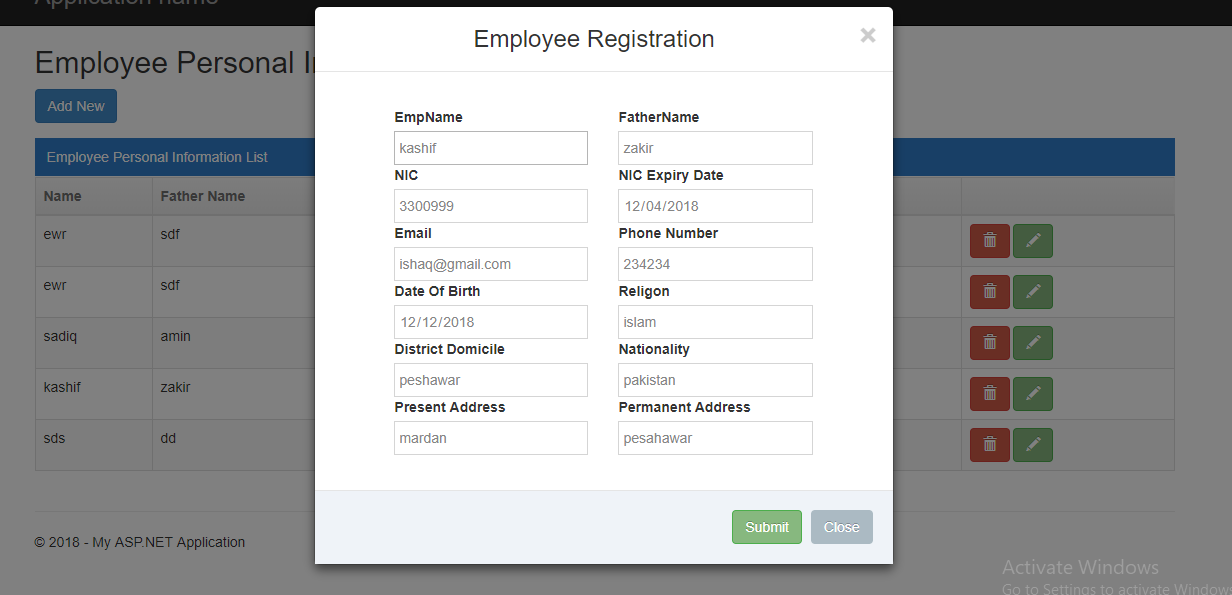 Application name
Employee Personal I
Add New
Employee Personal Information List
Name
Father Name
ewr
sdf
ewr
sdf
sadiq
amin
kashif
zakir
sds
dd
Employee Registration
×
EmpName
FatherName
kashif
zakir
NIC
NIC Expiry Date
3300999
12/04/2018
Email
Phone Number
ishaq@gmail.com
234234
Date Of Birth
Religon
12/12/2018
islam
District Domicile
Nationality
peshawar
pakistan
Present Address
Permanent Address
mardan
pesahawar
Submit
Close
© 2018 - My ASP.NET Application
Activate Windows
Go to Settings to activate Windows